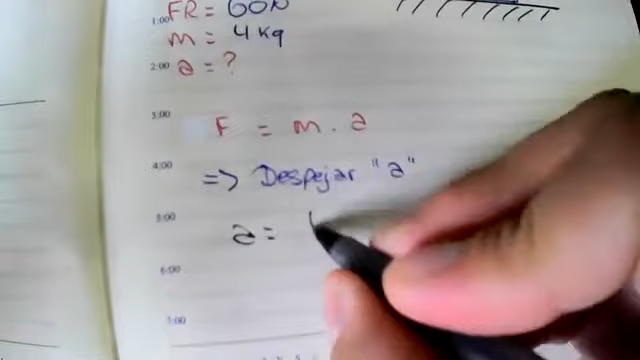 FR = 60N
1:00
m = 4 Kg
2:00
a = ?
3:00
F = m . a
4:00
=> Despejar "a"
5:00
a =
6:00
7:00